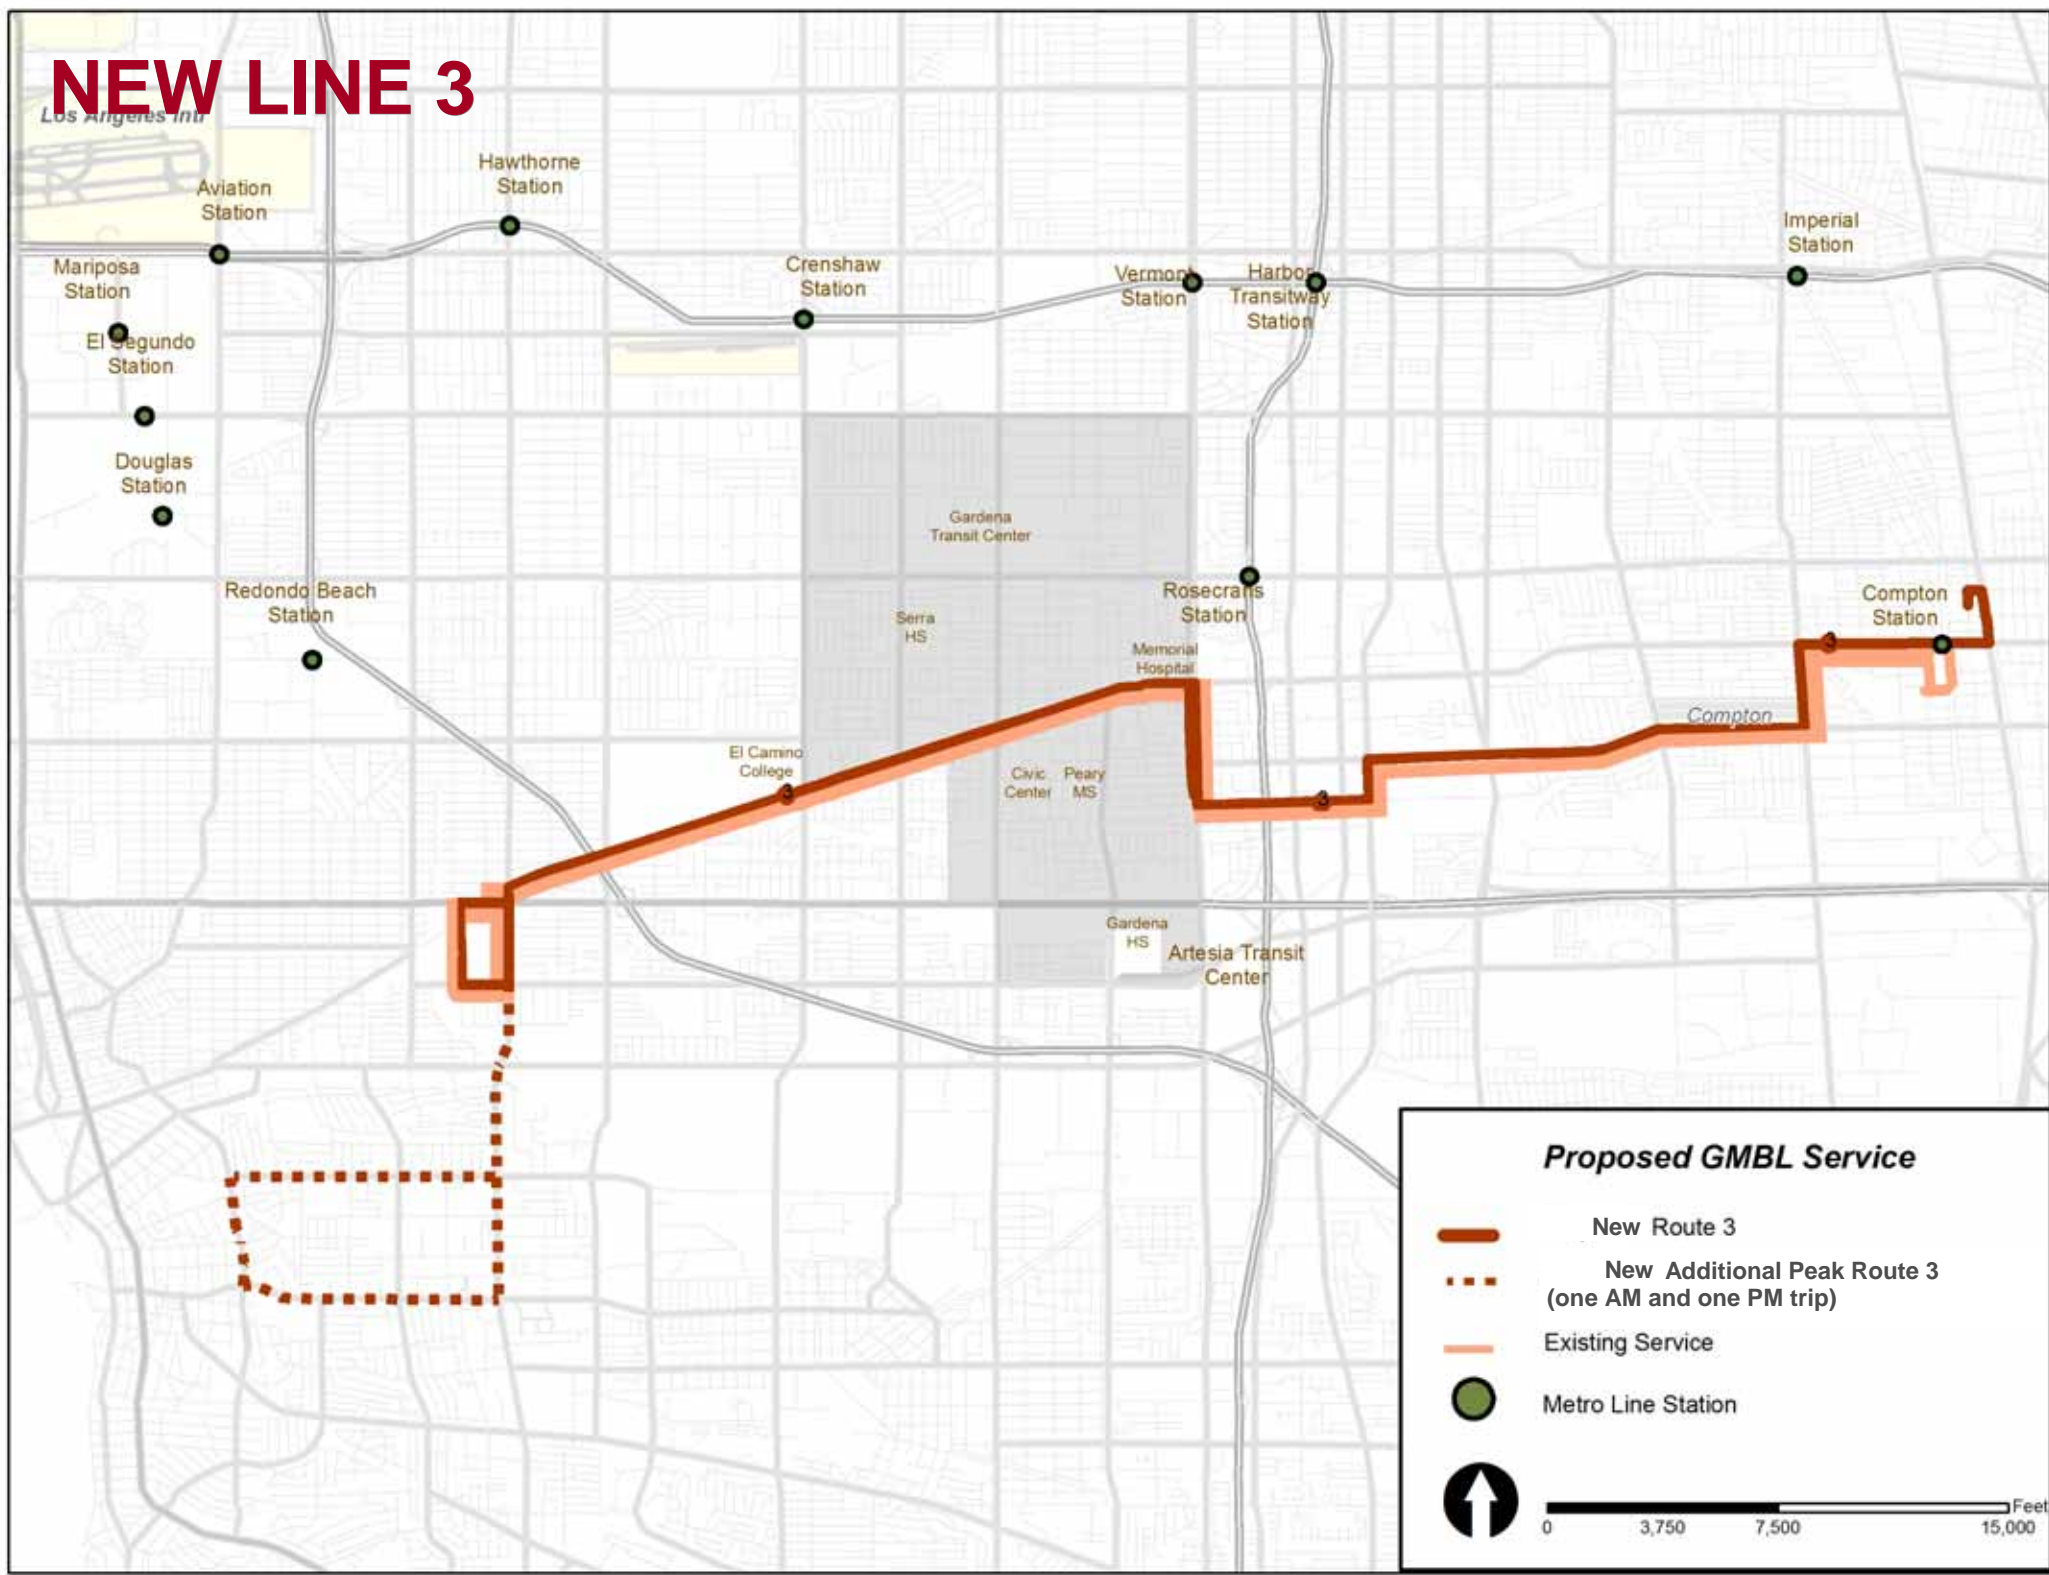 NEW LINE 3
Los Angeles Intl
Hawthorne
Station
Aviation
Station
Imperial
Station
Mariposa
Station
Crenshaw
Station
Vermont
Station
Harbor
Transitway
Station
El Segundo
Station
Douglas
Station
Gardena
Transit Center
Redondo Beach
Station
Rosecrans
Station
Compton
Station
Serra
HS
Memorial
Hospital
3
Compton
El Camino
College
3
Civic
Center
Peary
MS
3
Gardena
HS
Artesia Transit
Center
Proposed GMBL Service
New Route 3
New Additional Peak Route 3
(one AM and one PM trip)
Existing Service
Metro Line Station
Feet
0 3,750 7,500 15,000